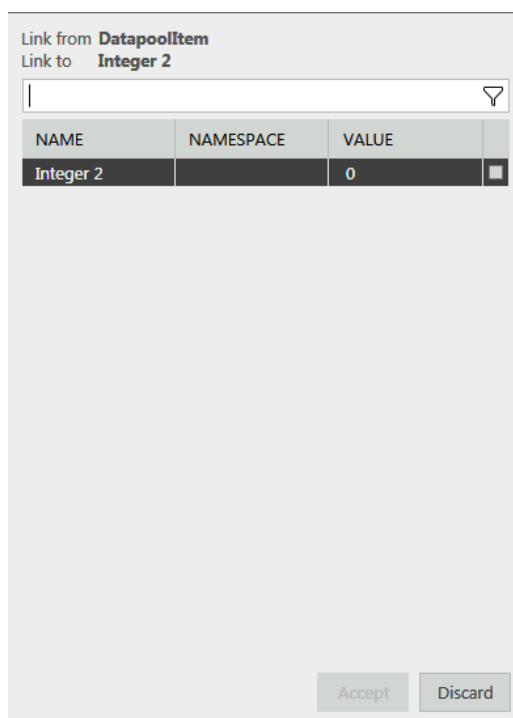 Link from DatapoolItem
Link to Integer 2
NAME NAMESPACE VALUE
Integer 2 0
Accept Discard